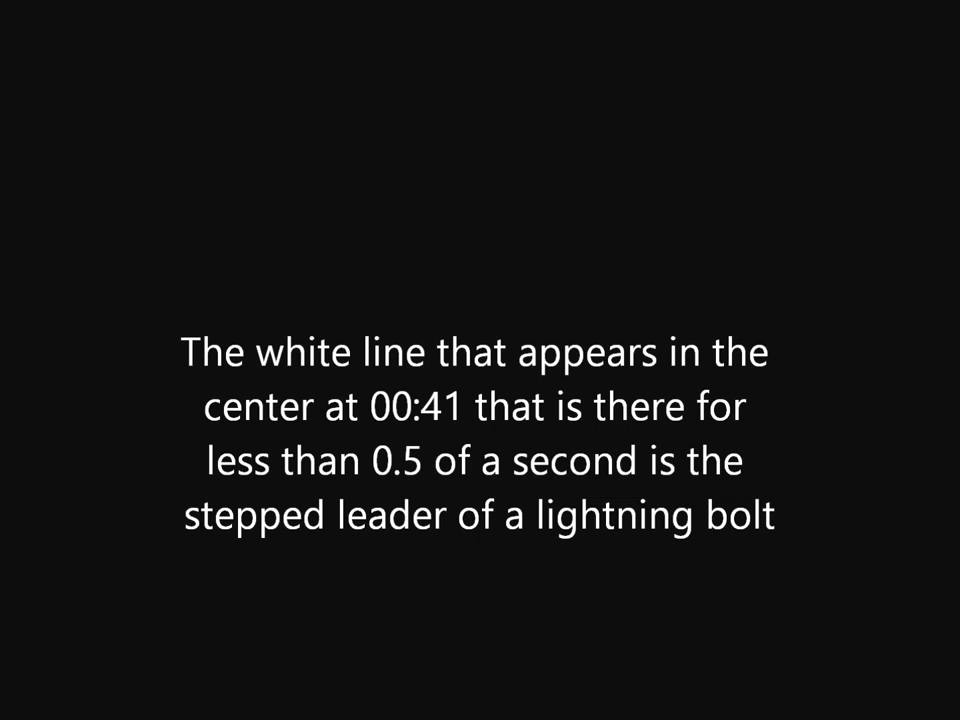 The white line that appears in the
center at 00:41 that is there for
less than 0.5 of a second is the
stepped leader of a lightning bolt